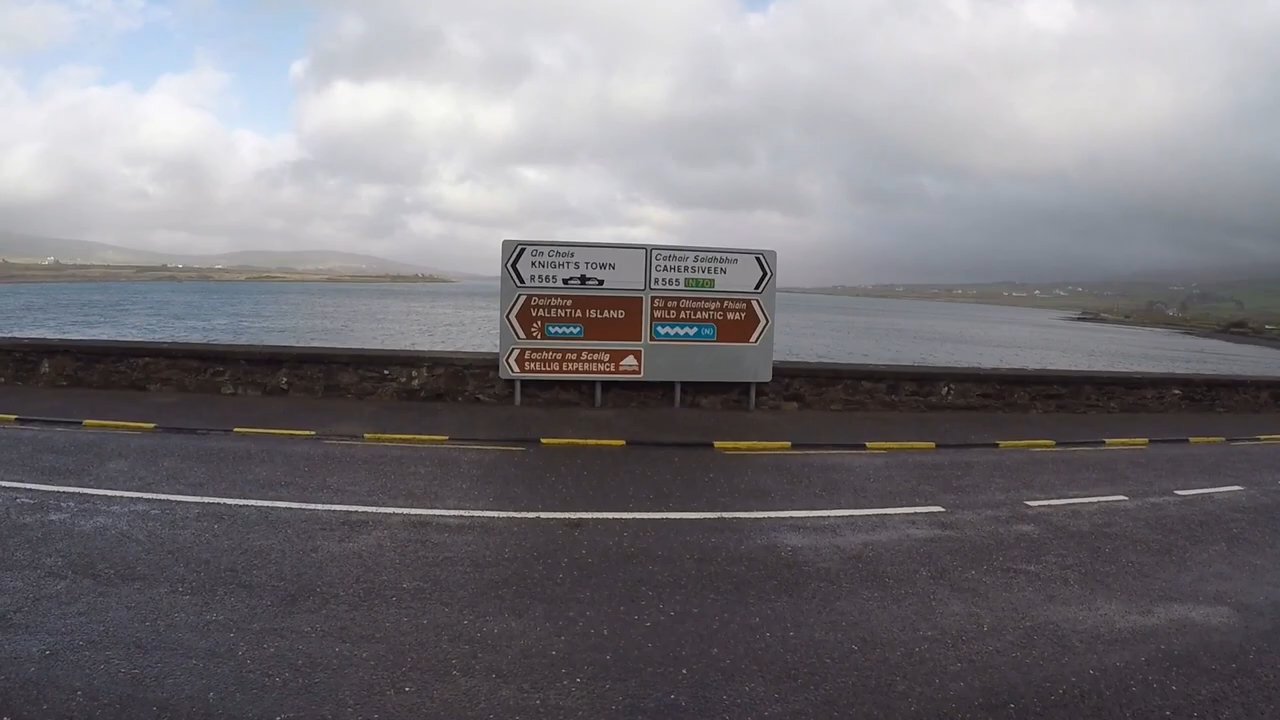 An Chois
KNIGHT'S TOWN
R565
Cathair Saidhbhín
CAHERSIVEEN
R565 (N70)
Dairbhre
VALENTIA ISLAND
Slí an Atlantaigh Fhiáin
WILD ATLANTIC WAY
(N)
Eachtra na Sceilg
SKELLIG EXPERIENCE